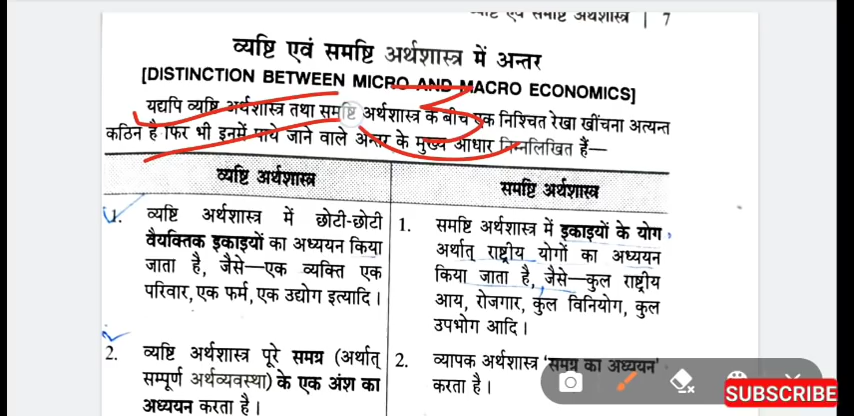 व्यष्टि एवं समष्टि अर्थशास्त्र | 7
व्यष्टि एवं समष्टि अर्थशास्त्र में अन्तर
[DISTINCTION BETWEEN MICRO AND MACRO ECONOMICS]
यद्यपि व्यष्टि अर्थशास्त्र तथा समष्टि अर्थशास्त्र के बीच एक निश्चित रेखा खींचना अत्यन्त
कठिन है फिर भी इनमें पाये जाने वाले अन्तर के मुख्य आधार निम्नलिखित हैं—
व्यष्टि अर्थशास्त्र
1. व्यष्टि अर्थशास्त्र में छोटी-छोटी
वैयक्तिक इकाइयों का अध्ययन किया
जाता है, जैसे—एक व्यक्ति एक
परिवार, एक फर्म, एक उद्योग इत्यादि।
2. व्यष्टि अर्थशास्त्र पूरे समग्र (अर्थात्
सम्पूर्ण अर्थव्यवस्था) के एक अंश का
अध्ययन करता है।
समष्टि अर्थशास्त्र
1. समष्टि अर्थशास्त्र में इकाइयों के योग
अर्थात् राष्ट्रीय योगों का अध्ययन
किया जाता है, जैसे—कुल राष्ट्रीय
आय, रोजगार, कुल विनियोग, कुल
उपभोग आदि।
2. व्यापक अर्थशास्त्र 'समग्र का अध्ययन'
करता है।
SUBSCRIBE